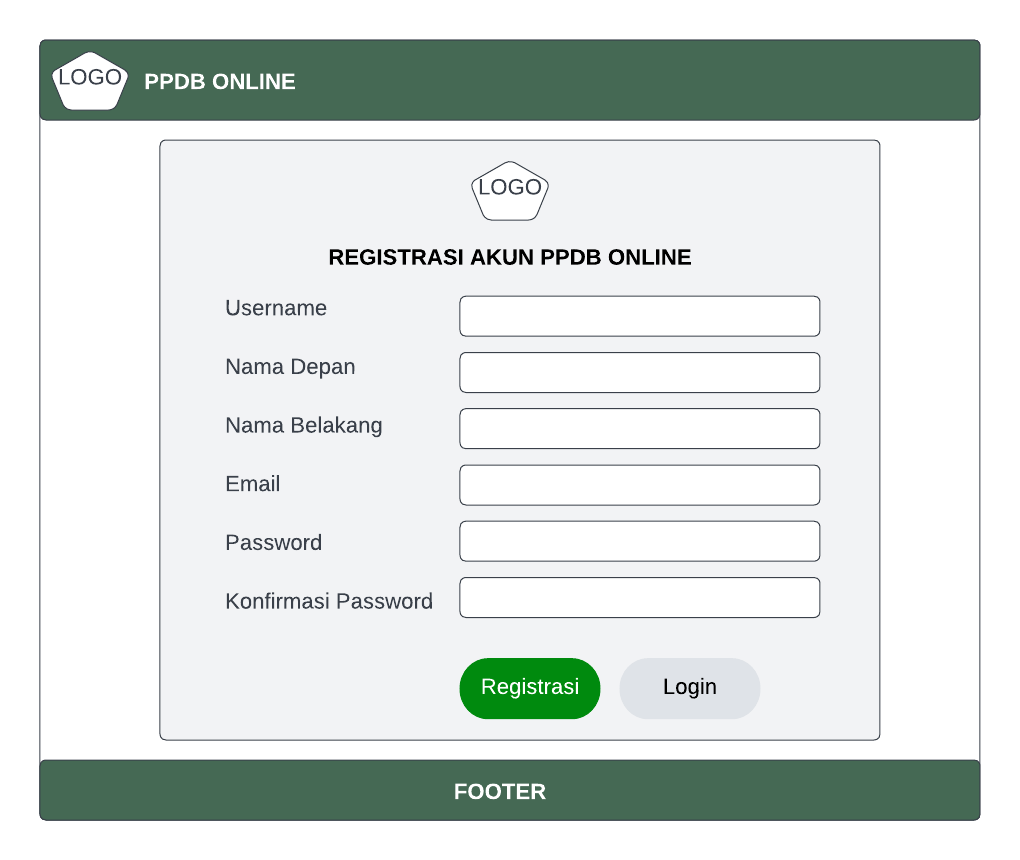 LOGO PPDB ONLINE
LOGO
REGISTRASI AKUN PPDB ONLINE
Username
Nama Depan
Nama Belakang
Email
Password
Konfirmasi Password
Registrasi Login
FOOTER